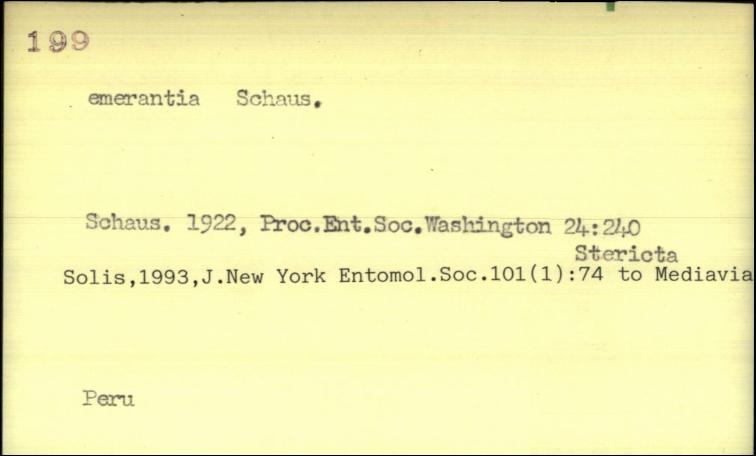 199
emerantia Schaus.
Schaus. 1922, Proc.Ent.Soc.Washington 24:240
Stericta
Solis,1993,J.New York Entomol.Soc.101(1):74 to Mediavia
Peru